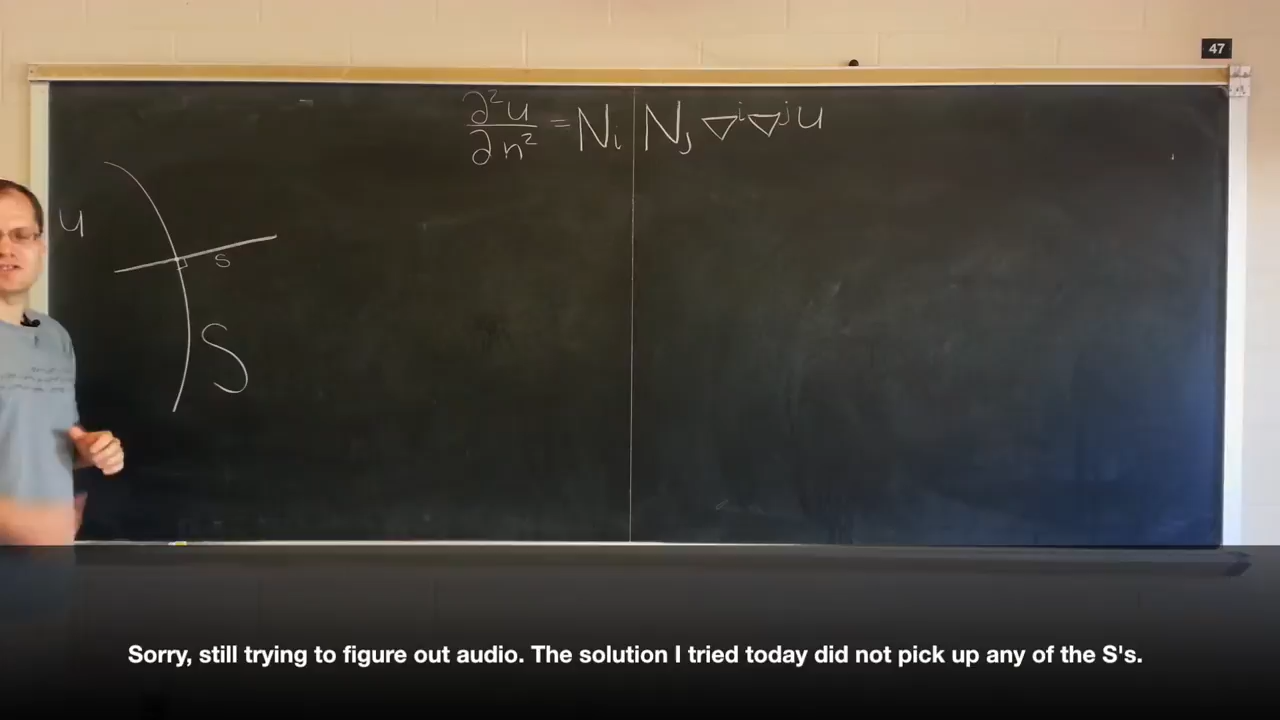 47
∂²u/∂n² = Nᵢ Nⱼ ∇ⁱ∇ʲu
u
s
S
Sorry, still trying to figure out audio. The solution I tried today did not pick up any of the S's.